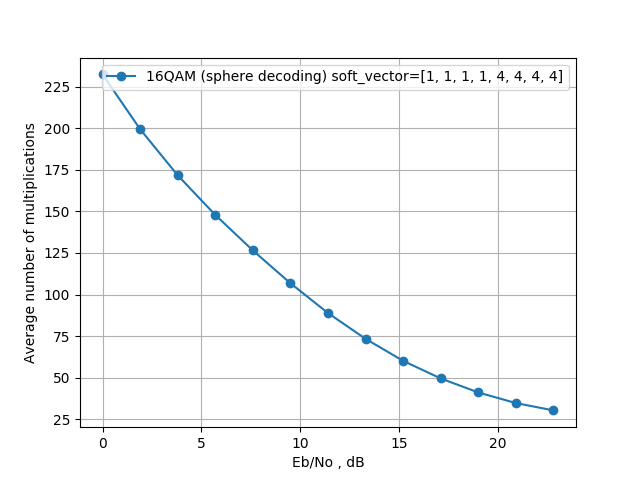 16QAM (sphere decoding) soft_vector=[1, 1, 1, 1, 4, 4, 4, 4]
225
200
175
150
125
100
75
50
25
Average number of multiplications
0 5 10 15 20
Eb/No , dB